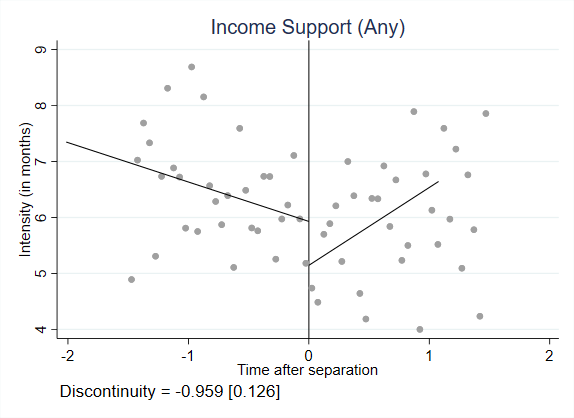 Income Support (Any)
Intensity (in months)
9
8
7
6
5
4
-2 -1 0 1 2
Time after separation
Discontinuity = -0.959 [0.126]